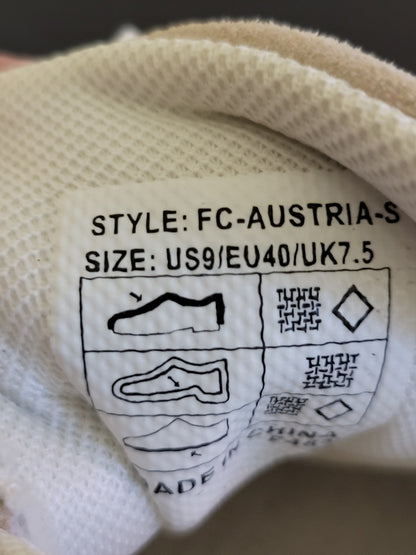 STYLE: FC-AUSTRIA-S
SIZE: US9/EU40/UK7.5
MADE IN CHINA